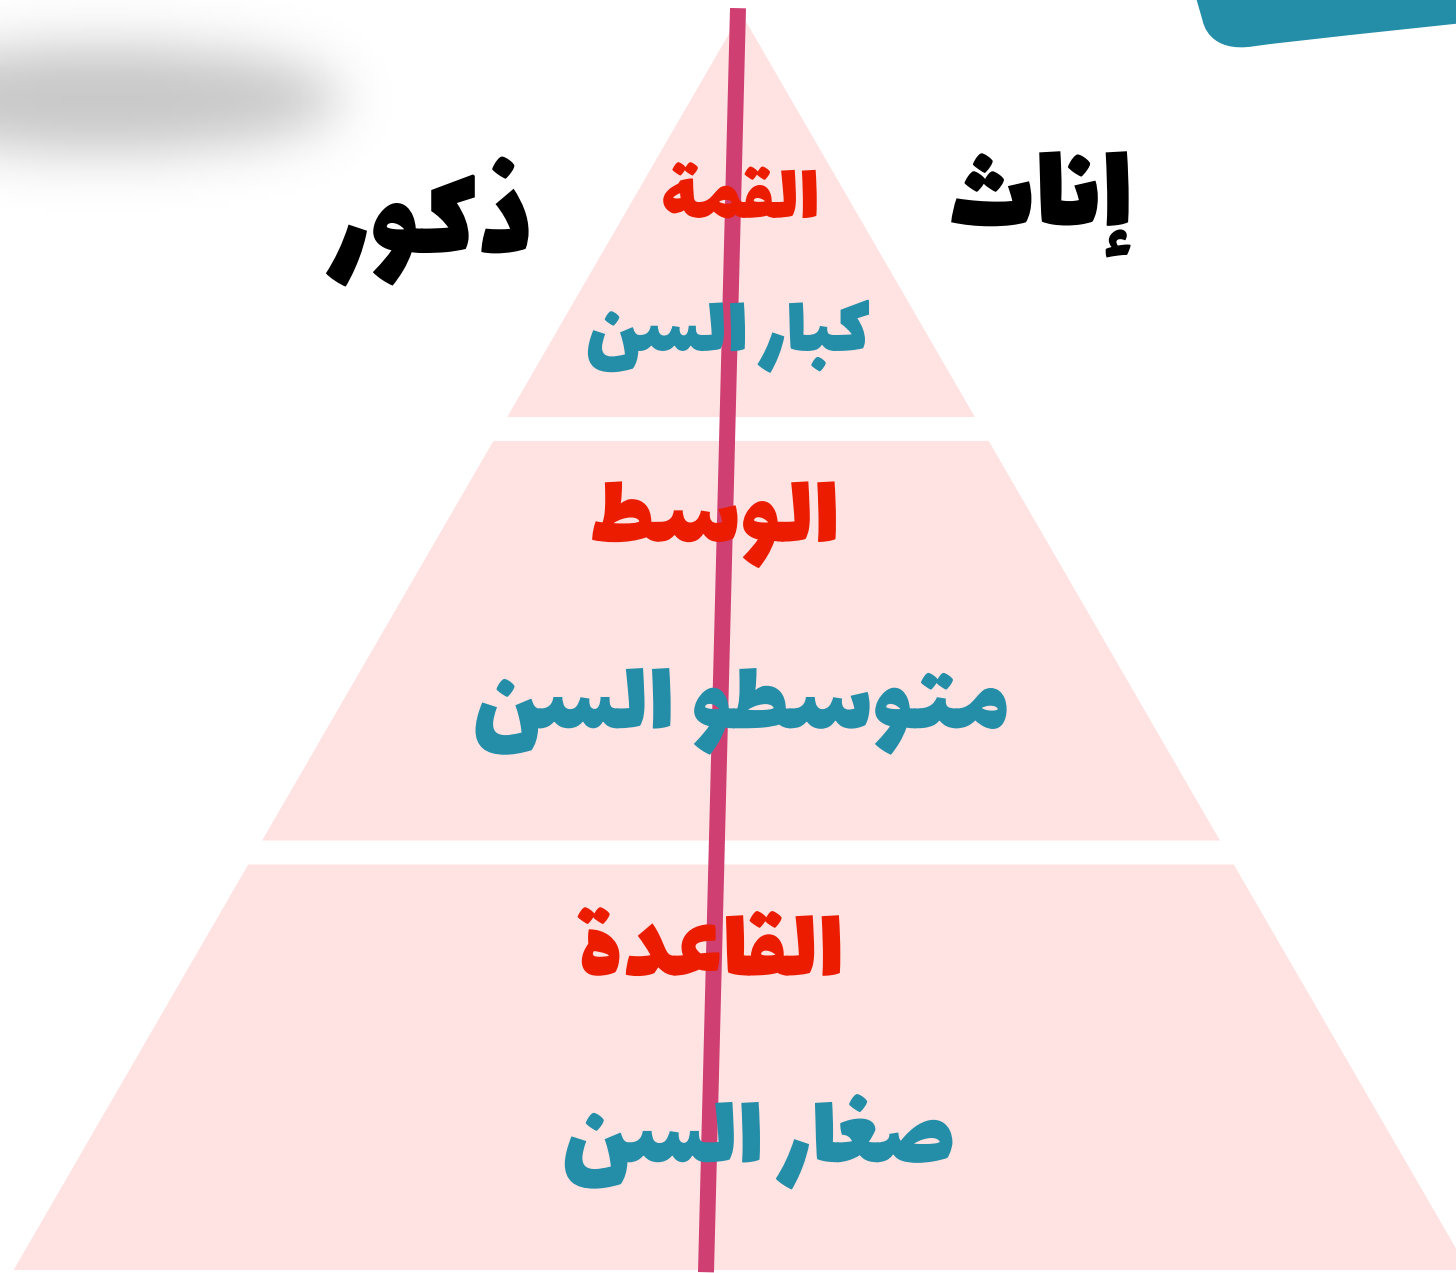 إناث
ذكور
القمة
كبار السن
الوسط
متوسطو السن
القاعدة
صغار السن